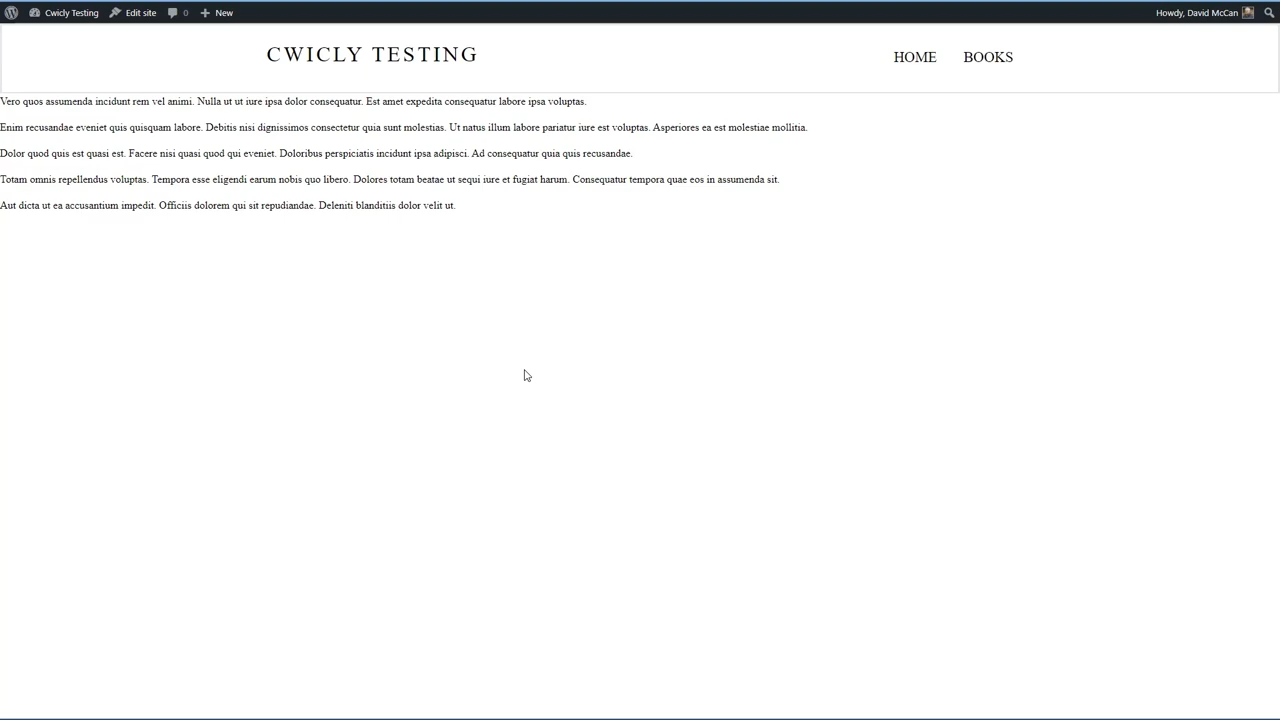 Cwicly Testing Edit site 0 New Howdy, David McCan
CWICLY TESTING HOME BOOKS
Vero quos assumenda incidunt rem vel animi. Nulla ut ut iure ipsa dolor consequatur. Est amet expedita consequatur labore ipsa voluptas.
Enim recusandae eveniet quis quisquam labore. Debitis nisi dignissimos consectetur quia sunt molestias. Ut natus illum labore pariatur iure est voluptas. Asperiores ea est molestiae mollitia.
Dolor quod quis est quasi est. Facere nisi quasi quod qui eveniet. Doloribus perspiciatis incidunt ipsa adipisci. Ad consequatur quia quis recusandae.
Totam omnis repellendus voluptas. Tempora esse eligendi earum nobis quo libero. Dolores totam beatae ut sequi iure et fugiat harum. Consequatur tempora quae eos in assumenda sit.
Aut dicta ut ea accusantium impedit. Officiis dolorem qui sit repudiandae. Deleniti blanditiis dolor velit ut.